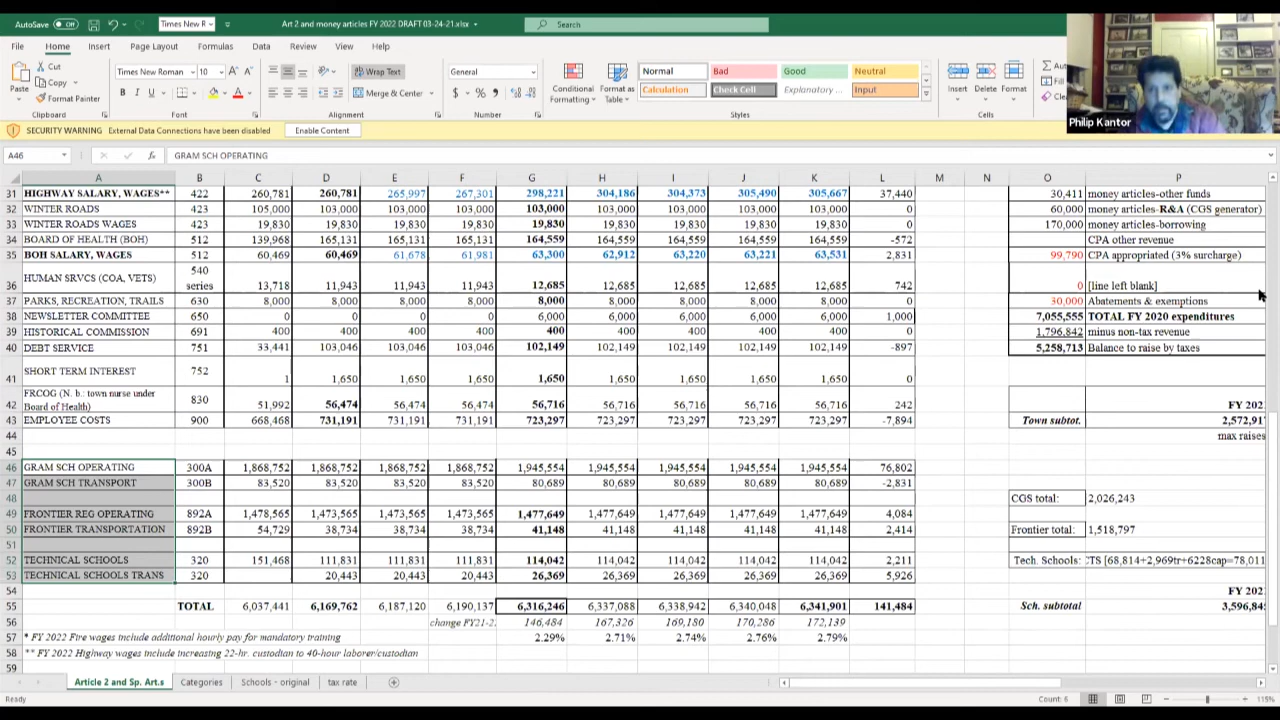 AutoSave Off Times New R Art 2 and money articles FY 2022 DRAFT 03-24-21.xlsx Search
File Home Insert Page Layout Formulas Data Review View Help
Paste Cut Copy Format Painter Times New Roman 10 B I U Wrap Text Merge & Center General $ % Conditional Formatting Format as Table Normal Bad Good Neutral Calculation Check Cell Explanatory ... Input Insert Delete Format
Clipboard Font Alignment Number Styles Cells
Philip Kantor
SECURITY WARNING External Data Connections have been disabled Enable Content
A46 fx GRAM SCH OPERATING
A B C D E F G H I J K L M N O P
31 HIGHWAY SALARY, WAGES** 422 260,781 260,781 265,997 267,301 298,221 304,186 304,373 305,490 305,667 37,440 30,411 money articles-other funds
32 WINTER ROADS 423 105,000 103,000 103,000 103,000 103,000 103,000 103,000 103,000 103,000 0 60,000 money articles-R&A (CGS generator)
33 WINTER ROADS WAGES 423 19,830 19,830 19,830 19,830 19,830 19,830 19,830 19,830 19,830 0 170,000 money articles-borrowing
34 BOARD OF HEALTH (BOH) 512 139,968 165,131 165,131 165,131 164,559 164,559 164,559 164,559 164,559 -572 CPA other revenue
35 BOH SALARY, WAGES 512 60,469 60,469 61,678 61,981 63,300 62,912 63,220 63,221 63,531 2,831 99,790 CPA appropriated (3% surcharge)
36 HUMAN SRVCS (COA, VETS) 540 series 13,718 11,943 11,943 11,943 12,685 12,685 12,685 12,685 12,685 742 0 [line left blank]
37 PARKS, RECREATION, TRAILS 630 8,000 8,000 8,000 8,000 8,000 8,000 8,000 8,000 8,000 0 30,000 Abatements & exemptions
38 NEWSLETTER COMMITTEE 650 0 0 0 0 6,000 6,000 6,000 6,000 6,000 1,000 7,055,555 TOTAL FY 2020 expenditures
39 HISTORICAL COMMISSION 691 400 400 400 400 400 400 400 400 400 0 1,796,842 minus non-tax revenue
40 DEBT SERVICE 751 33,441 103,046 103,046 103,046 102,149 102,149 102,149 102,149 102,149 -897 5,258,713 Balance to raise by taxes
41 SHORT TERM INTEREST 752 1 1,650 1,650 1,650 1,650 1,650 1,650 1,650 1,650 0
42 FRCOG (N. b.: town nurse under Board of Health) 830 51,992 56,474 56,474 56,474 56,716 56,716 56,716 56,716 56,716 242 FY 202
43 EMPLOYEE COSTS 900 668,468 731,191 731,191 731,191 723,297 723,297 723,297 723,297 723,297 -7,894 Town subtot. 2,572,91
44 max raises
45
46 GRAM SCH OPERATING 300A 1,868,752 1,868,752 1,868,752 1,868,752 1,945,554 1,945,554 1,945,554 1,945,554 1,945,554 76,802
47 GRAM SCH TRANSPORT 300B 83,520 83,520 83,520 83,520 80,689 80,689 80,689 80,689 80,689 -2,831
48 CGS total: 2,026,243
49 FRONTIER REG OPERATING 892A 1,478,565 1,473,565 1,473,565 1,473,565 1,477,649 1,477,649 1,477,649 1,477,649 1,477,649 4,084
50 FRONTIER TRANSPORTATION 892B 54,729 38,734 38,734 38,734 41,148 41,148 41,148 41,148 41,148 2,414 Frontier total: 1,518,797
51
52 TECHNICAL SCHOOLS 320 151,468 111,831 111,831 111,831 114,042 114,042 114,042 114,042 114,042 2,211 Tech. Schools: CTS [68,814+2,969tr+6228cap=78,011
53 TECHNICAL SCHOOLS TRANS 320 20,443 20,443 20,443 26,369 26,369 26,369 26,369 26,369 5,926
54 FY 202
55 TOTAL 6,037,441 6,169,762 6,187,120 6,190,137 6,316,246 6,337,088 6,338,942 6,340,048 6,341,901 141,484 Sch. subtotal 3,596,84
56 change FY21-2 146,484 167,326 169,180 170,286 172,139
57 * FY 2022 Fire wages include additional hourly pay for mandatory training 2.29% 2.71% 2.74% 2.76% 2.79%
58 ** FY 2022 Highway wages include increasing 22-hr. custodian to 40-hour laborer/custodian
59
Article 2 and Sp. Art.s Categories Schools - original tax rate
Ready Count: 6 115%